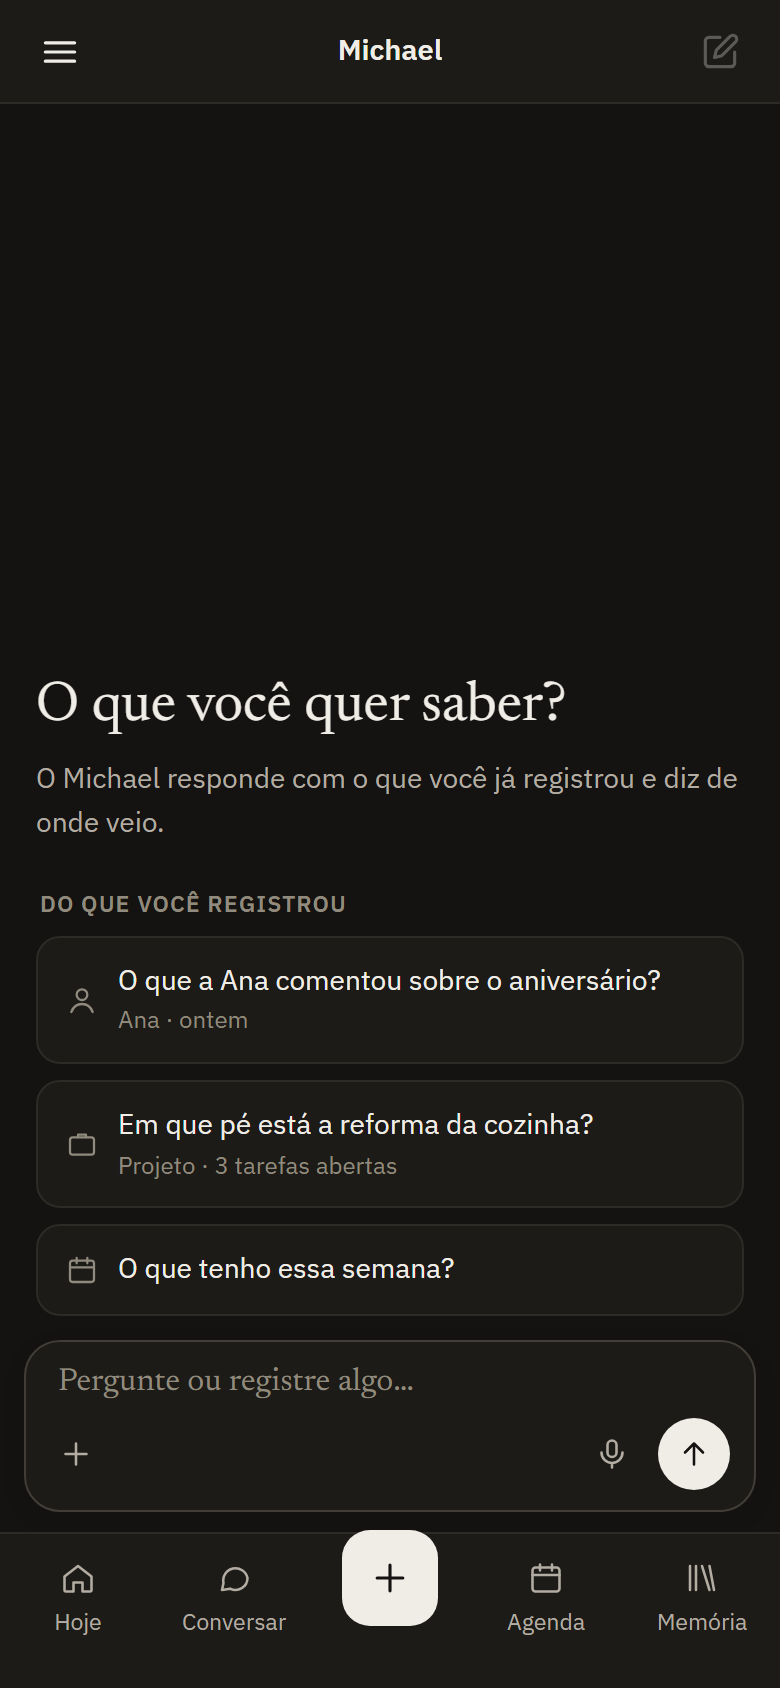 Michael
O que você quer saber?
O Michael responde com o que você já registrou e diz de
onde veio.
DO QUE VOCÊ REGISTROU
O que a Ana comentou sobre o aniversário?
Ana · ontem
Em que pé está a reforma da cozinha?
Projeto · 3 tarefas abertas
O que tenho essa semana?
Pergunte ou registre algo...
Hoje
Conversar
Agenda
Memória